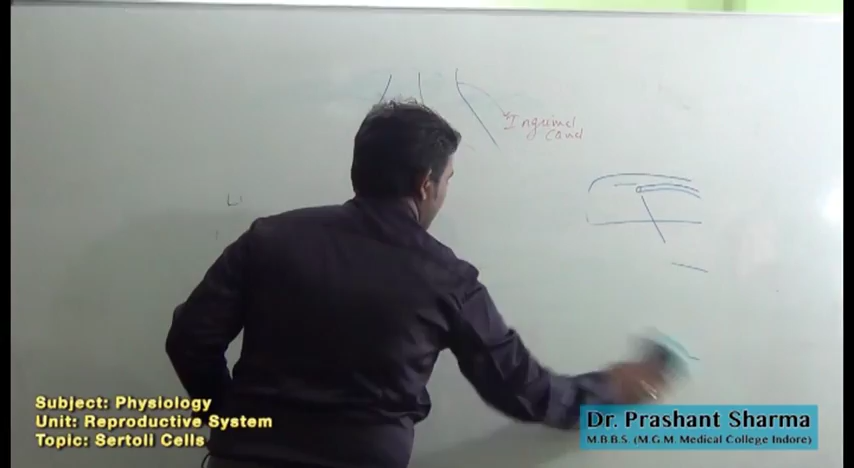 Inguinal
canal
Subject: Physiology
Unit: Reproductive System
Topic: Sertoli Cells
Dr. Prashant Sharma
M.B.B.S. (M.G.M. Medical College Indore)